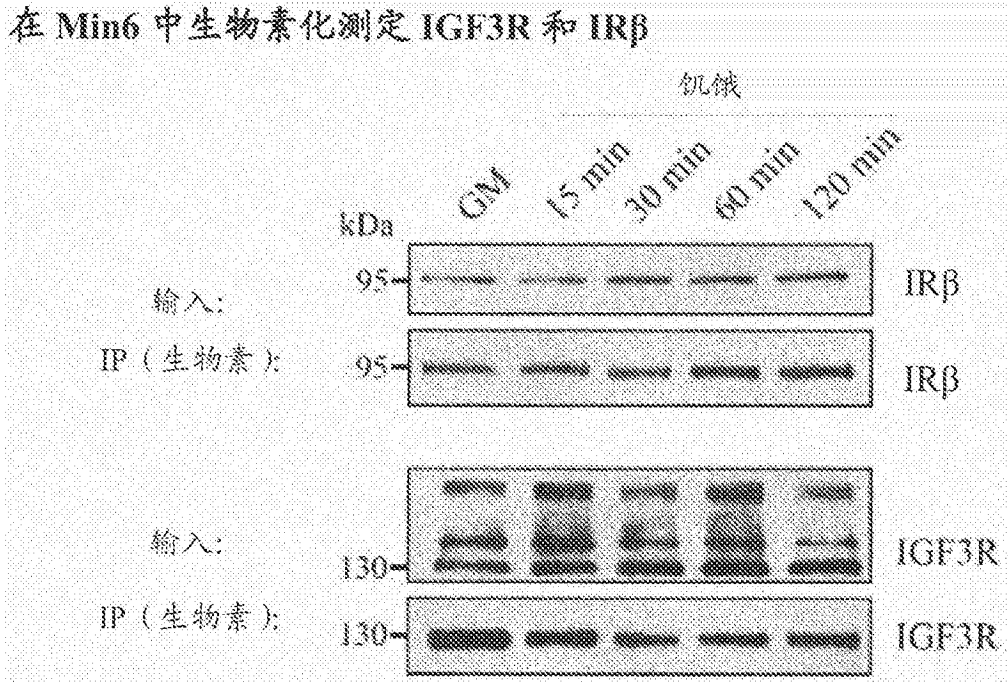 在 Min6 中生物素化测定 IGF3R 和 IRβ
饥饿
GM 15 min 30 min 60 min 120 min
kDa
输入: 95 IRβ
IP（生物素）: 95 IRβ
输入: 130 IGF3R
IP（生物素）: 130 IGF3R